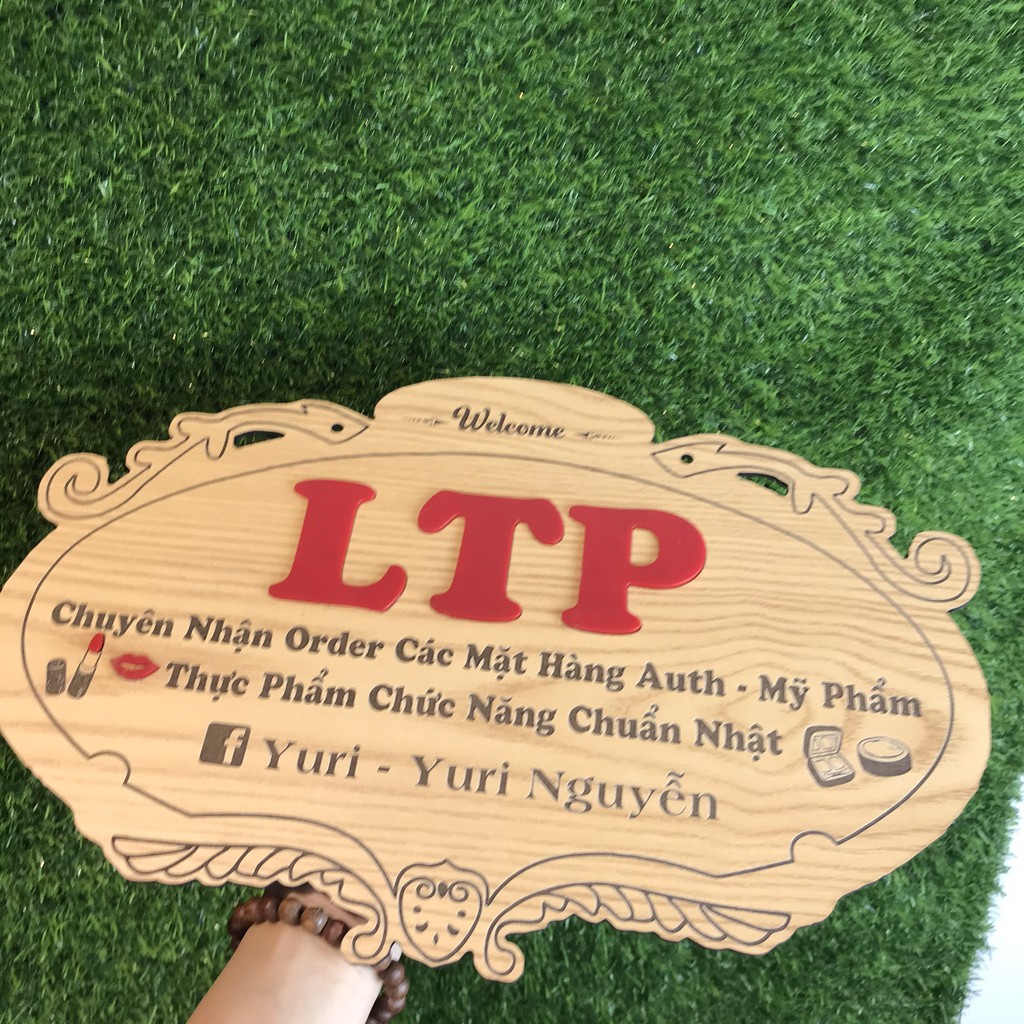 Welcome
LTP
Chuyên Nhận Order Các Mặt Hàng Auth - Mỹ Phẩm
Thực Phẩm Chức Năng Chuẩn Nhật
f Yuri - Yuri Nguyễn